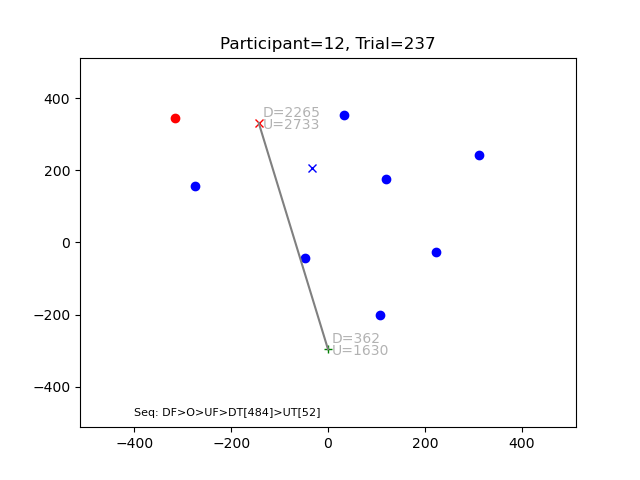 Participant=12, Trial=237
400
200
0
−200
−400
D=2265
U=2733
D=362
U=1630
Seq: DF>O>UF>DT[484]>UT[52]
−400
−200
0
200
400